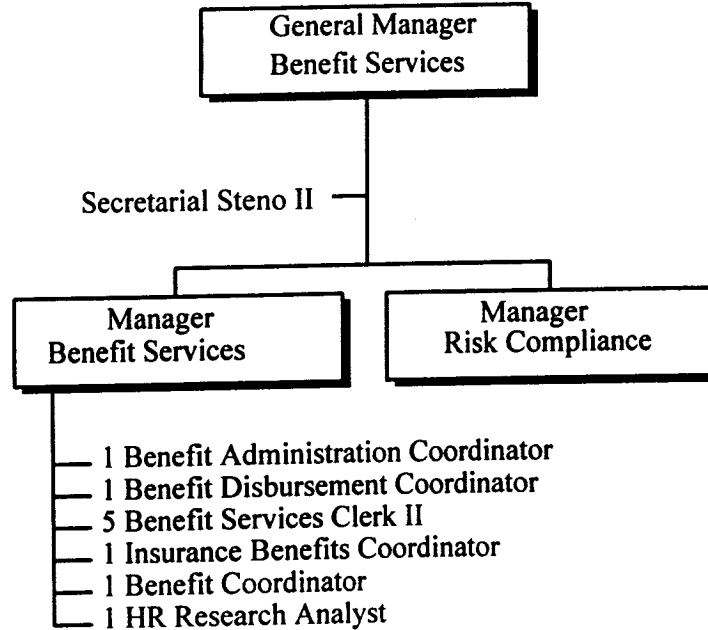 General Manager
Benefit Services
Secretarial Steno II
Manager
Benefit Services
Manager
Risk Compliance
1 Benefit Administration Coordinator
1 Benefit Disbursement Coordinator
5 Benefit Services Clerk II
1 Insurance Benefits Coordinator
1 Benefit Coordinator
1 HR Research Analyst